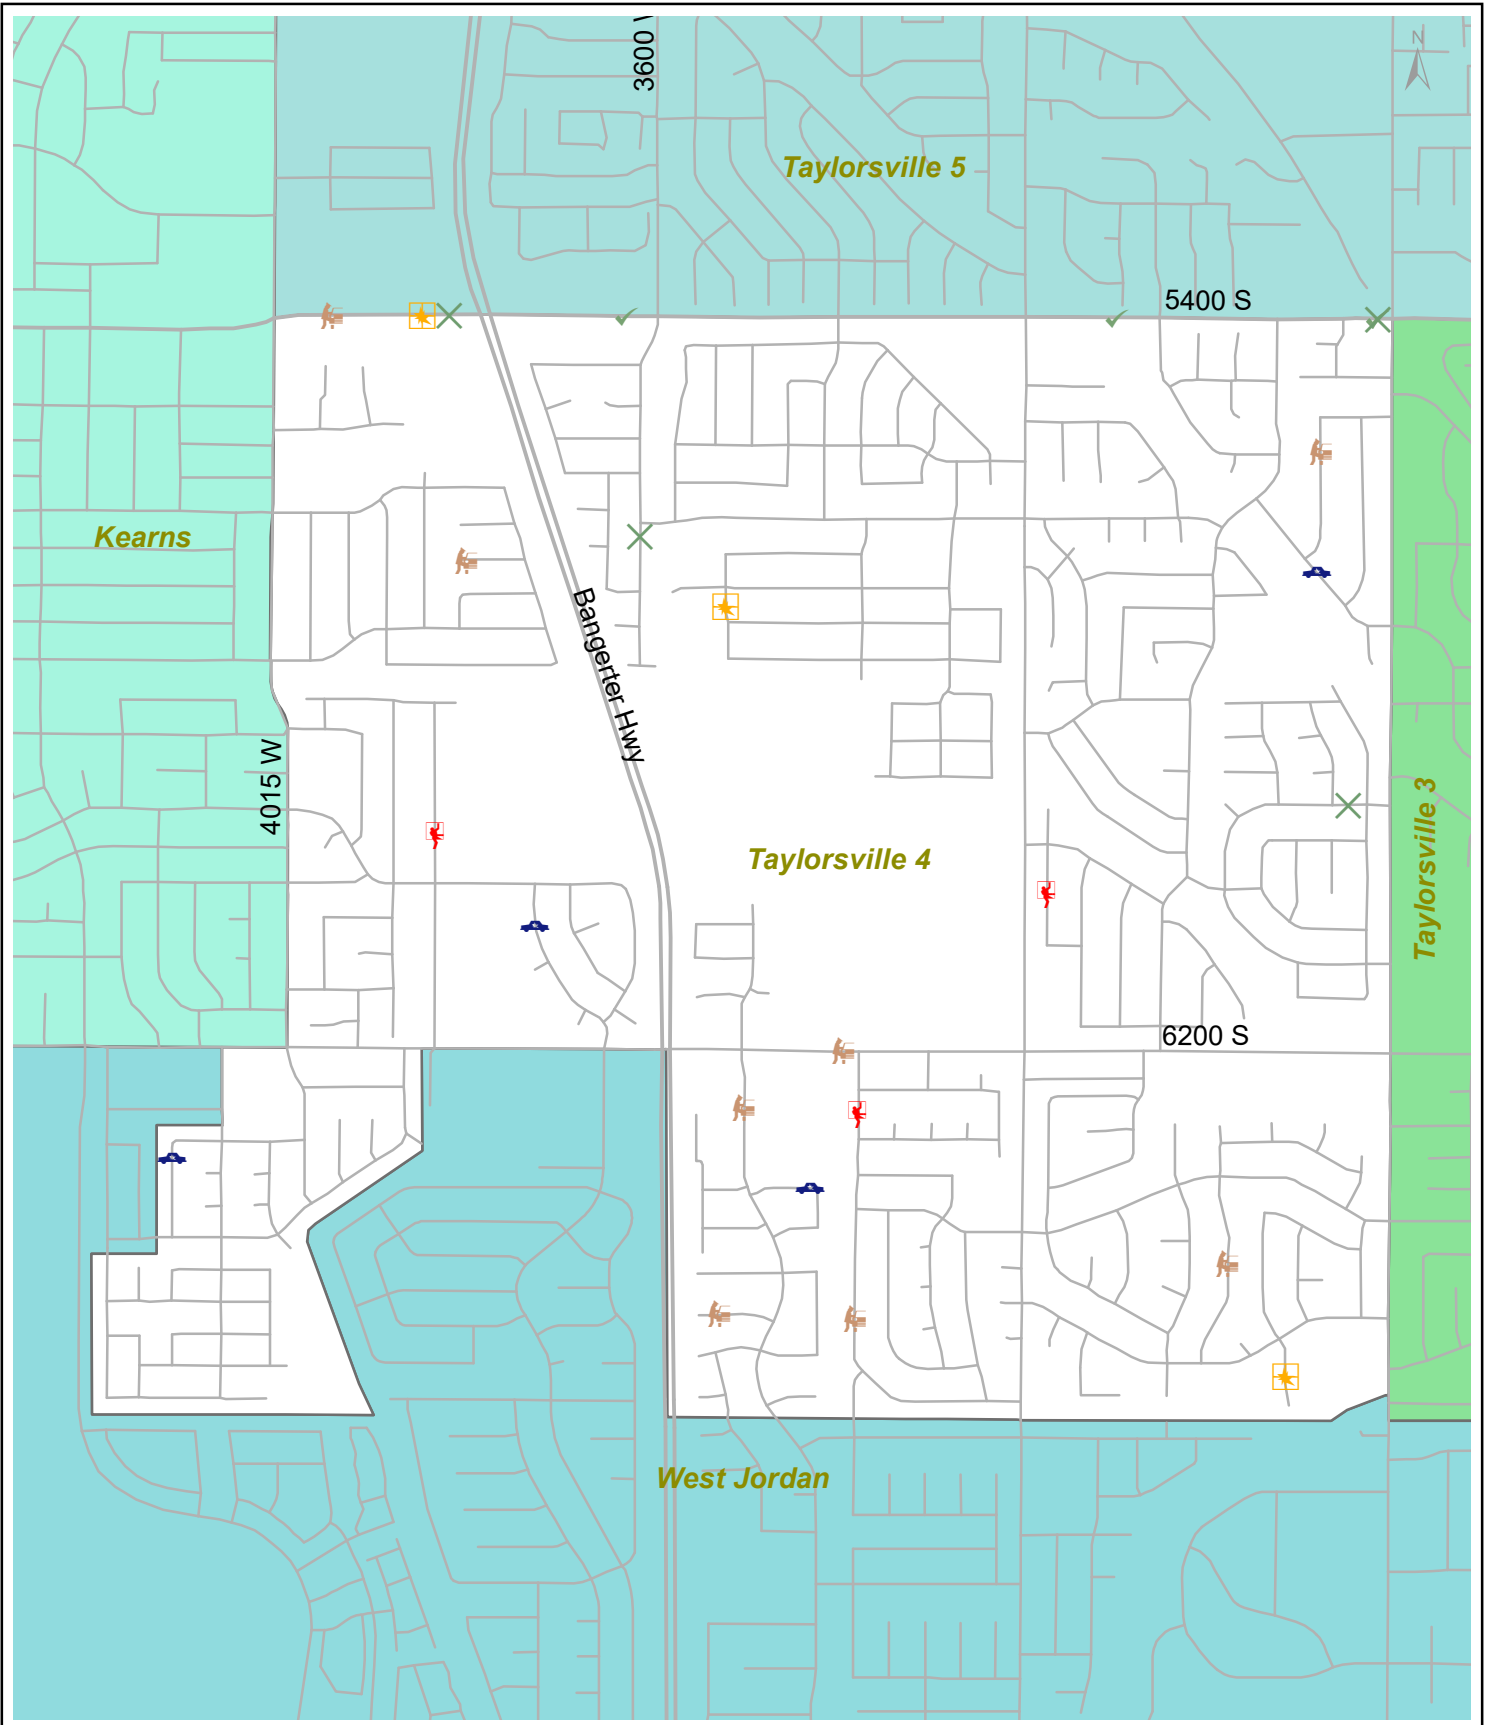 3600 W
N
Taylorsville 5
5400 S
Kearns
Bangerter Hwy
4015 W
Taylorsville 3
Taylorsville 4
6200 S
West Jordan